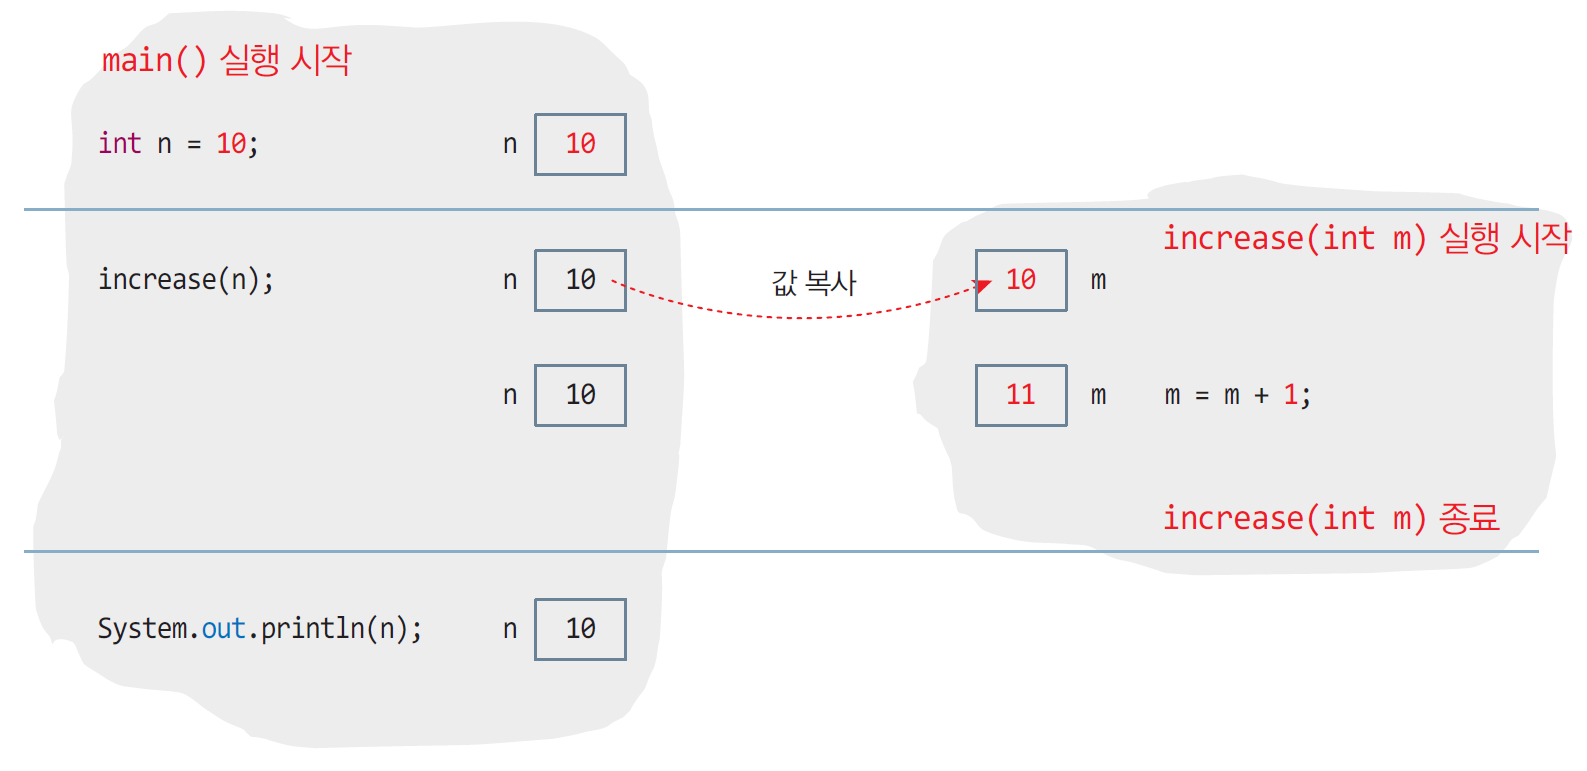 main() 실행 시작
int n = 10; n 10
increase(int m) 실행 시작
increase(n); n 10 값 복사 10 m
n 10 11 m m = m + 1;
increase(int m) 종료
System.out.println(n); n 10